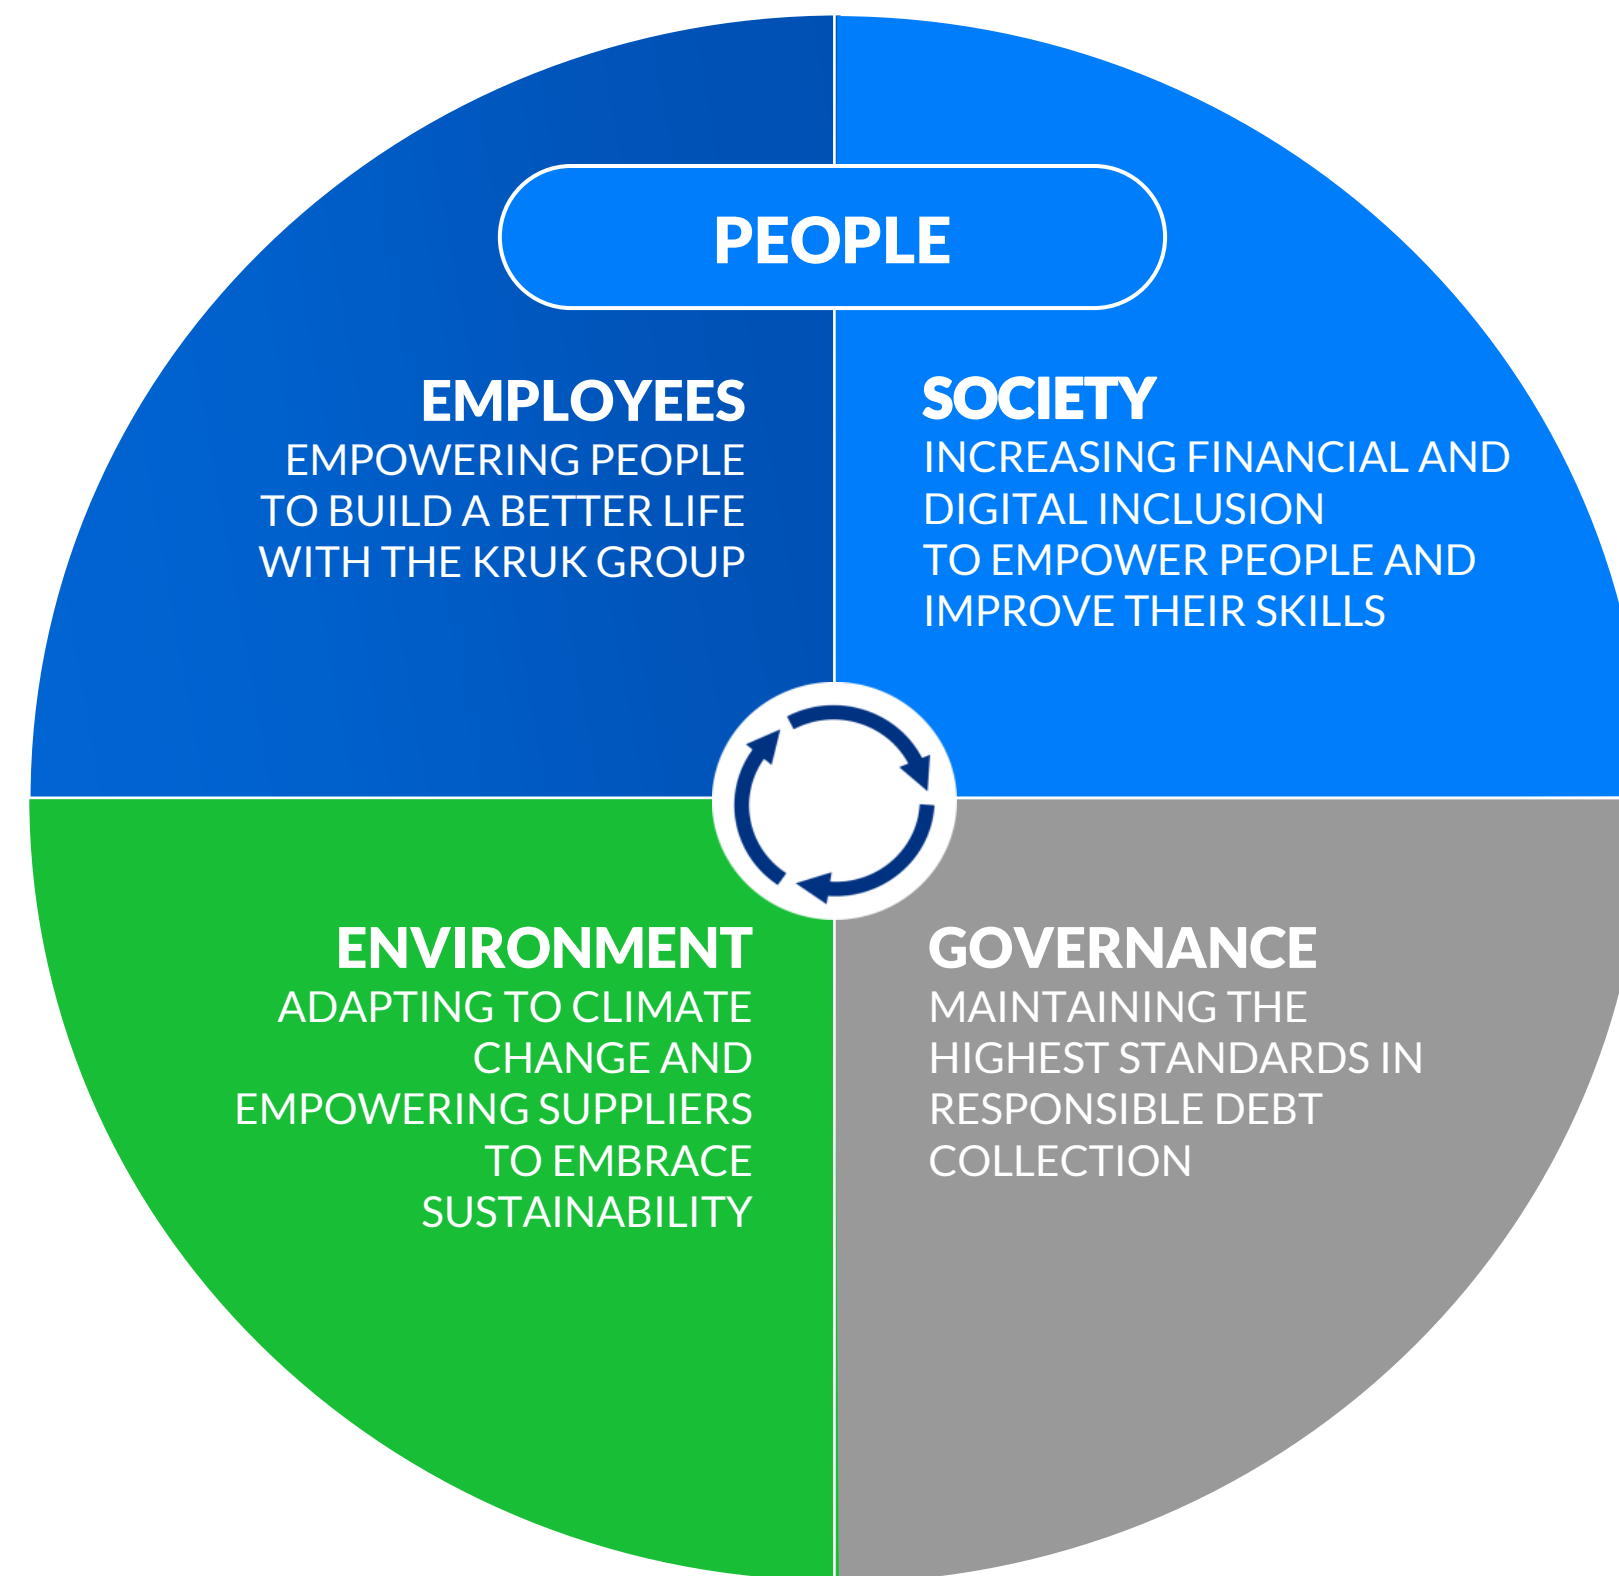 PEOPLE
EMPLOYEES
EMPOWERING PEOPLE
TO BUILD A BETTER LIFE
WITH THE KRUK GROUP
SOCIETY
INCREASING FINANCIAL AND
DIGITAL INCLUSION
TO EMPOWER PEOPLE AND
IMPROVE THEIR SKILLS
ENVIRONMENT
ADAPTING TO CLIMATE
CHANGE AND
EMPOWERING SUPPLIERS
TO EMBRACE
SUSTAINABILITY
GOVERNANCE
MAINTAINING THE
HIGHEST STANDARDS IN
RESPONSIBLE DEBT
COLLECTION